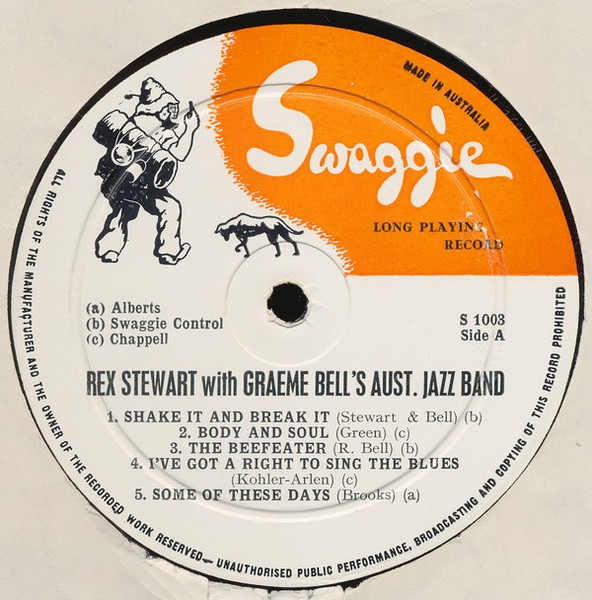 MADE IN AUSTRALIA
Swaggie
LONG PLAYING
RECORD
(a) Alberts
(b) Swaggie Control
(c) Chappell
S 1003
Side A
REX STEWART with GRAEME BELL'S AUST. JAZZ BAND
1. SHAKE IT AND BREAK IT (Stewart & Bell) (b)
2. BODY AND SOUL (Green) (c)
3. THE BEEFEATER (R. Bell) (b)
4. I'VE GOT A RIGHT TO SING THE BLUES
(Kohler-Arlen) (c)
5. SOME OF THESE DAYS (Brooks) (a)
ALL RIGHTS OF THE MANUFACTURER AND THE OWNER OF THE RECORDED WORK RESERVED— UNAUTHORISED PUBLIC PERFORMANCE, BROADCASTING AND COPYING OF THIS RECORD PROHIBITED